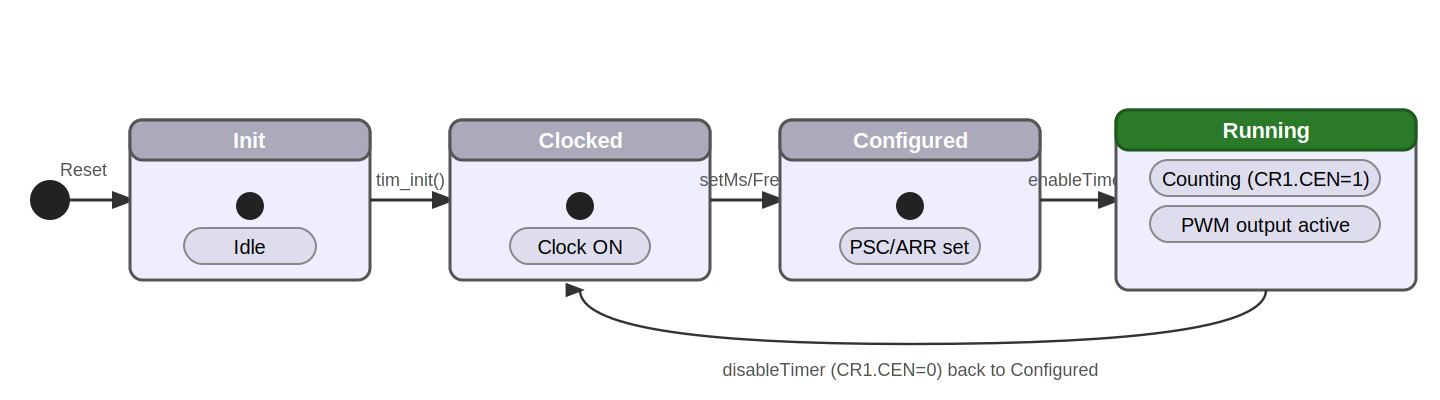 Reset
Init
Idle
tim_init()
Clocked
Clock ON
setMs/Fre
Configured
PSC/ARR set
enableTime
Running
Counting (CR1.CEN=1)
PWM output active
disableTimer (CR1.CEN=0) back to Configured